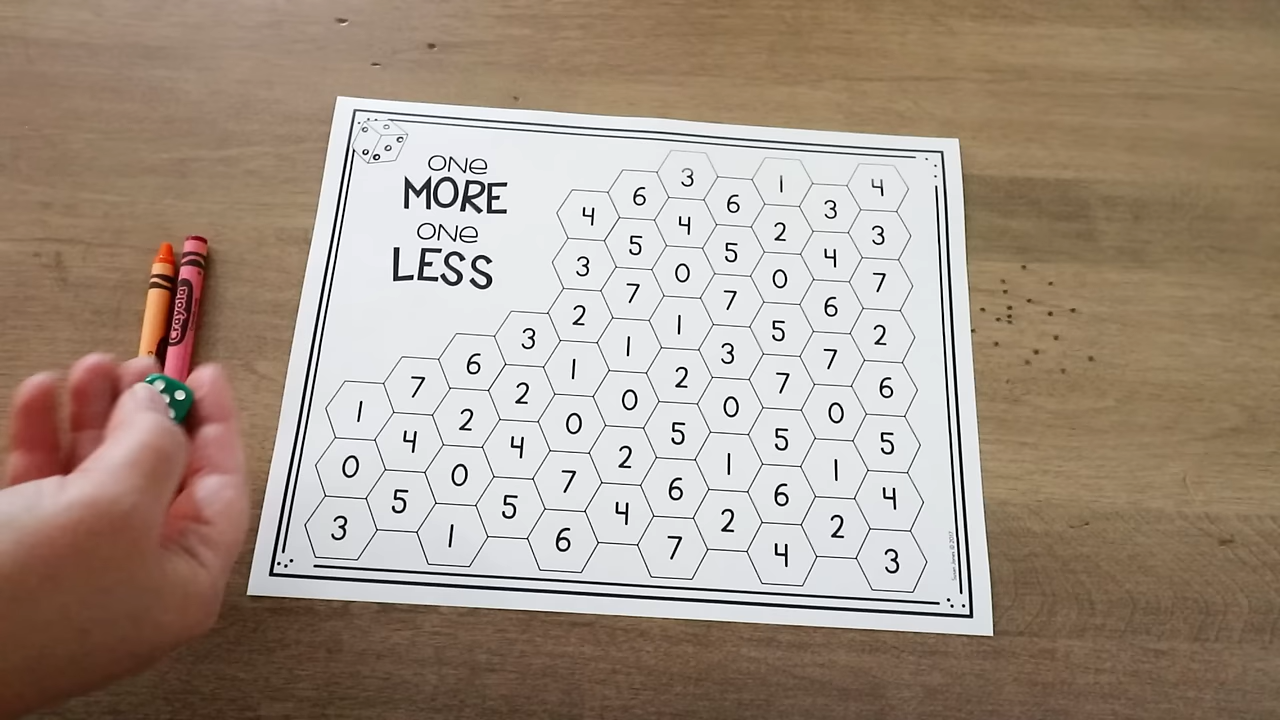 one
MORE
one
LESS
3 1 4
4 6 4 6 2 3 3
3 5 0 5 0 4 7
2 7 1 7 5 6 2
6 3 1 1 2 3 7 7 6
1 7 2 2 0 0 5 0 5 0 5
0 4 0 4 7 2 6 1 6 1 4
3 5 1 5 6 4 7 2 4 2 3
Susan Jones © 2017
Crayola